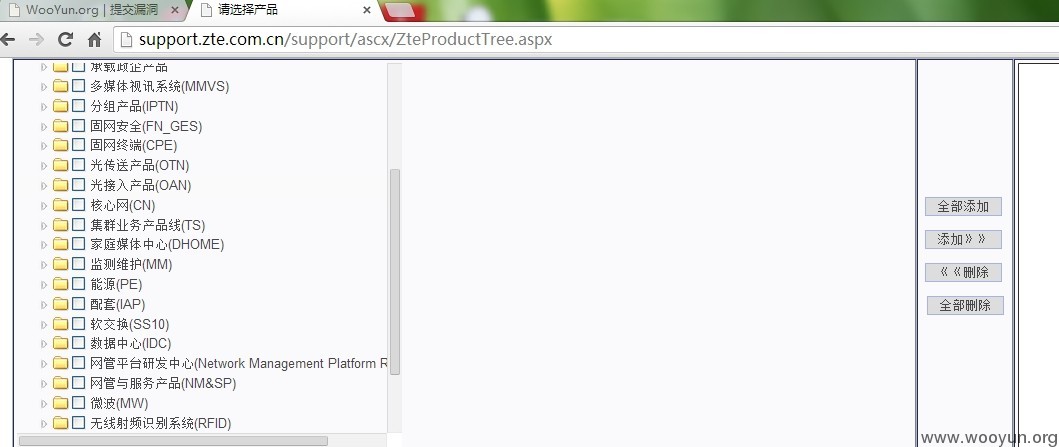 WooYun.org | 提交漏洞
请选择产品
support.zte.com.cn/support/ascx/ZteProductTree.aspx
承载政企产品
多媒体视讯系统(MMVS)
分组产品(IPTN)
固网安全(FN_GES)
固网终端(CPE)
光传送产品(OTN)
光接入产品(OAN)
核心网(CN)
集群业务产品线(TS)
家庭媒体中心(DHOME)
监测维护(MM)
能源(PE)
配套(IAP)
软交换(SS10)
数据中心(IDC)
网管平台研发中心(Network Management Platform R
网管与服务产品(NM&SP)
微波(MW)
无线射频识别系统(RFID)
全部添加
添加》》
《《删除
全部删除
www.wooyun.org